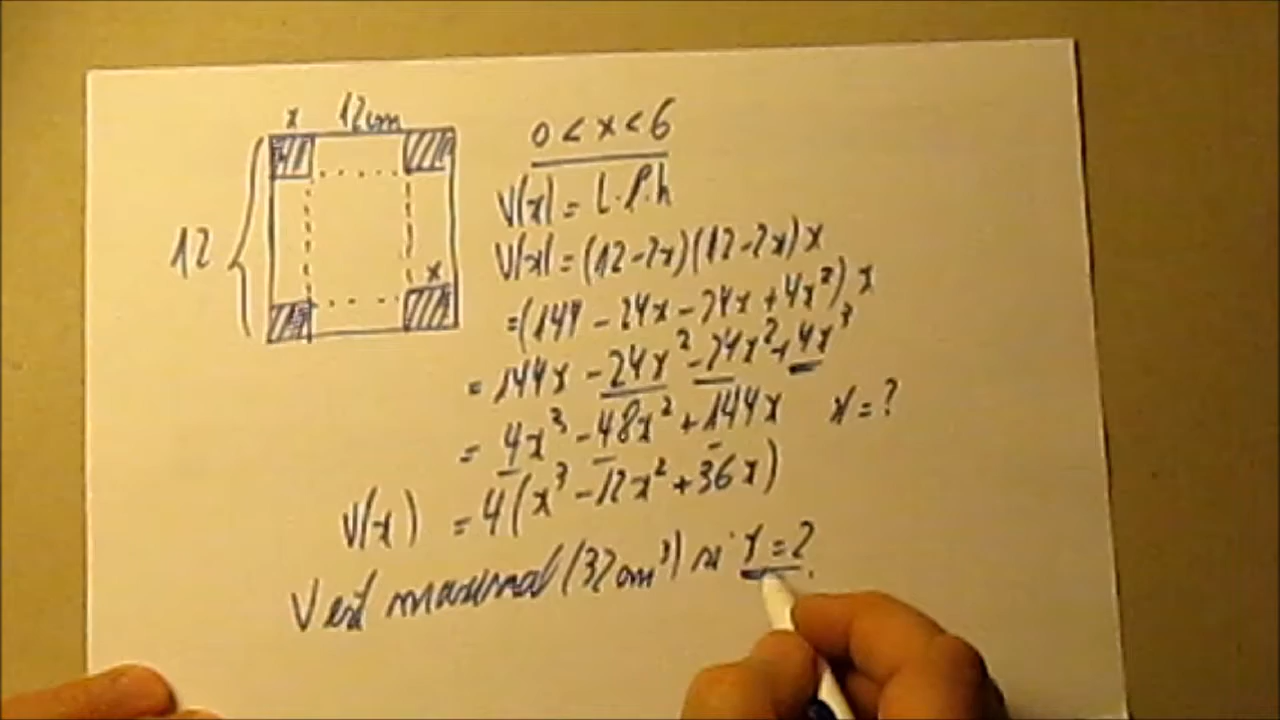 x 12cm
12
x
0 < x < 6
V(x) = L.l.h
V(x) = (12-2x)(12-2x)x
= (144 - 24x - 24x + 4x²) x
= 144x - 24x² - 24x² + 4x³
= 4x³ - 48x² + 144x x = ?
V(x) = 4(x³ - 12x² + 36x)
V est maximal (32cm³) si x = 2.